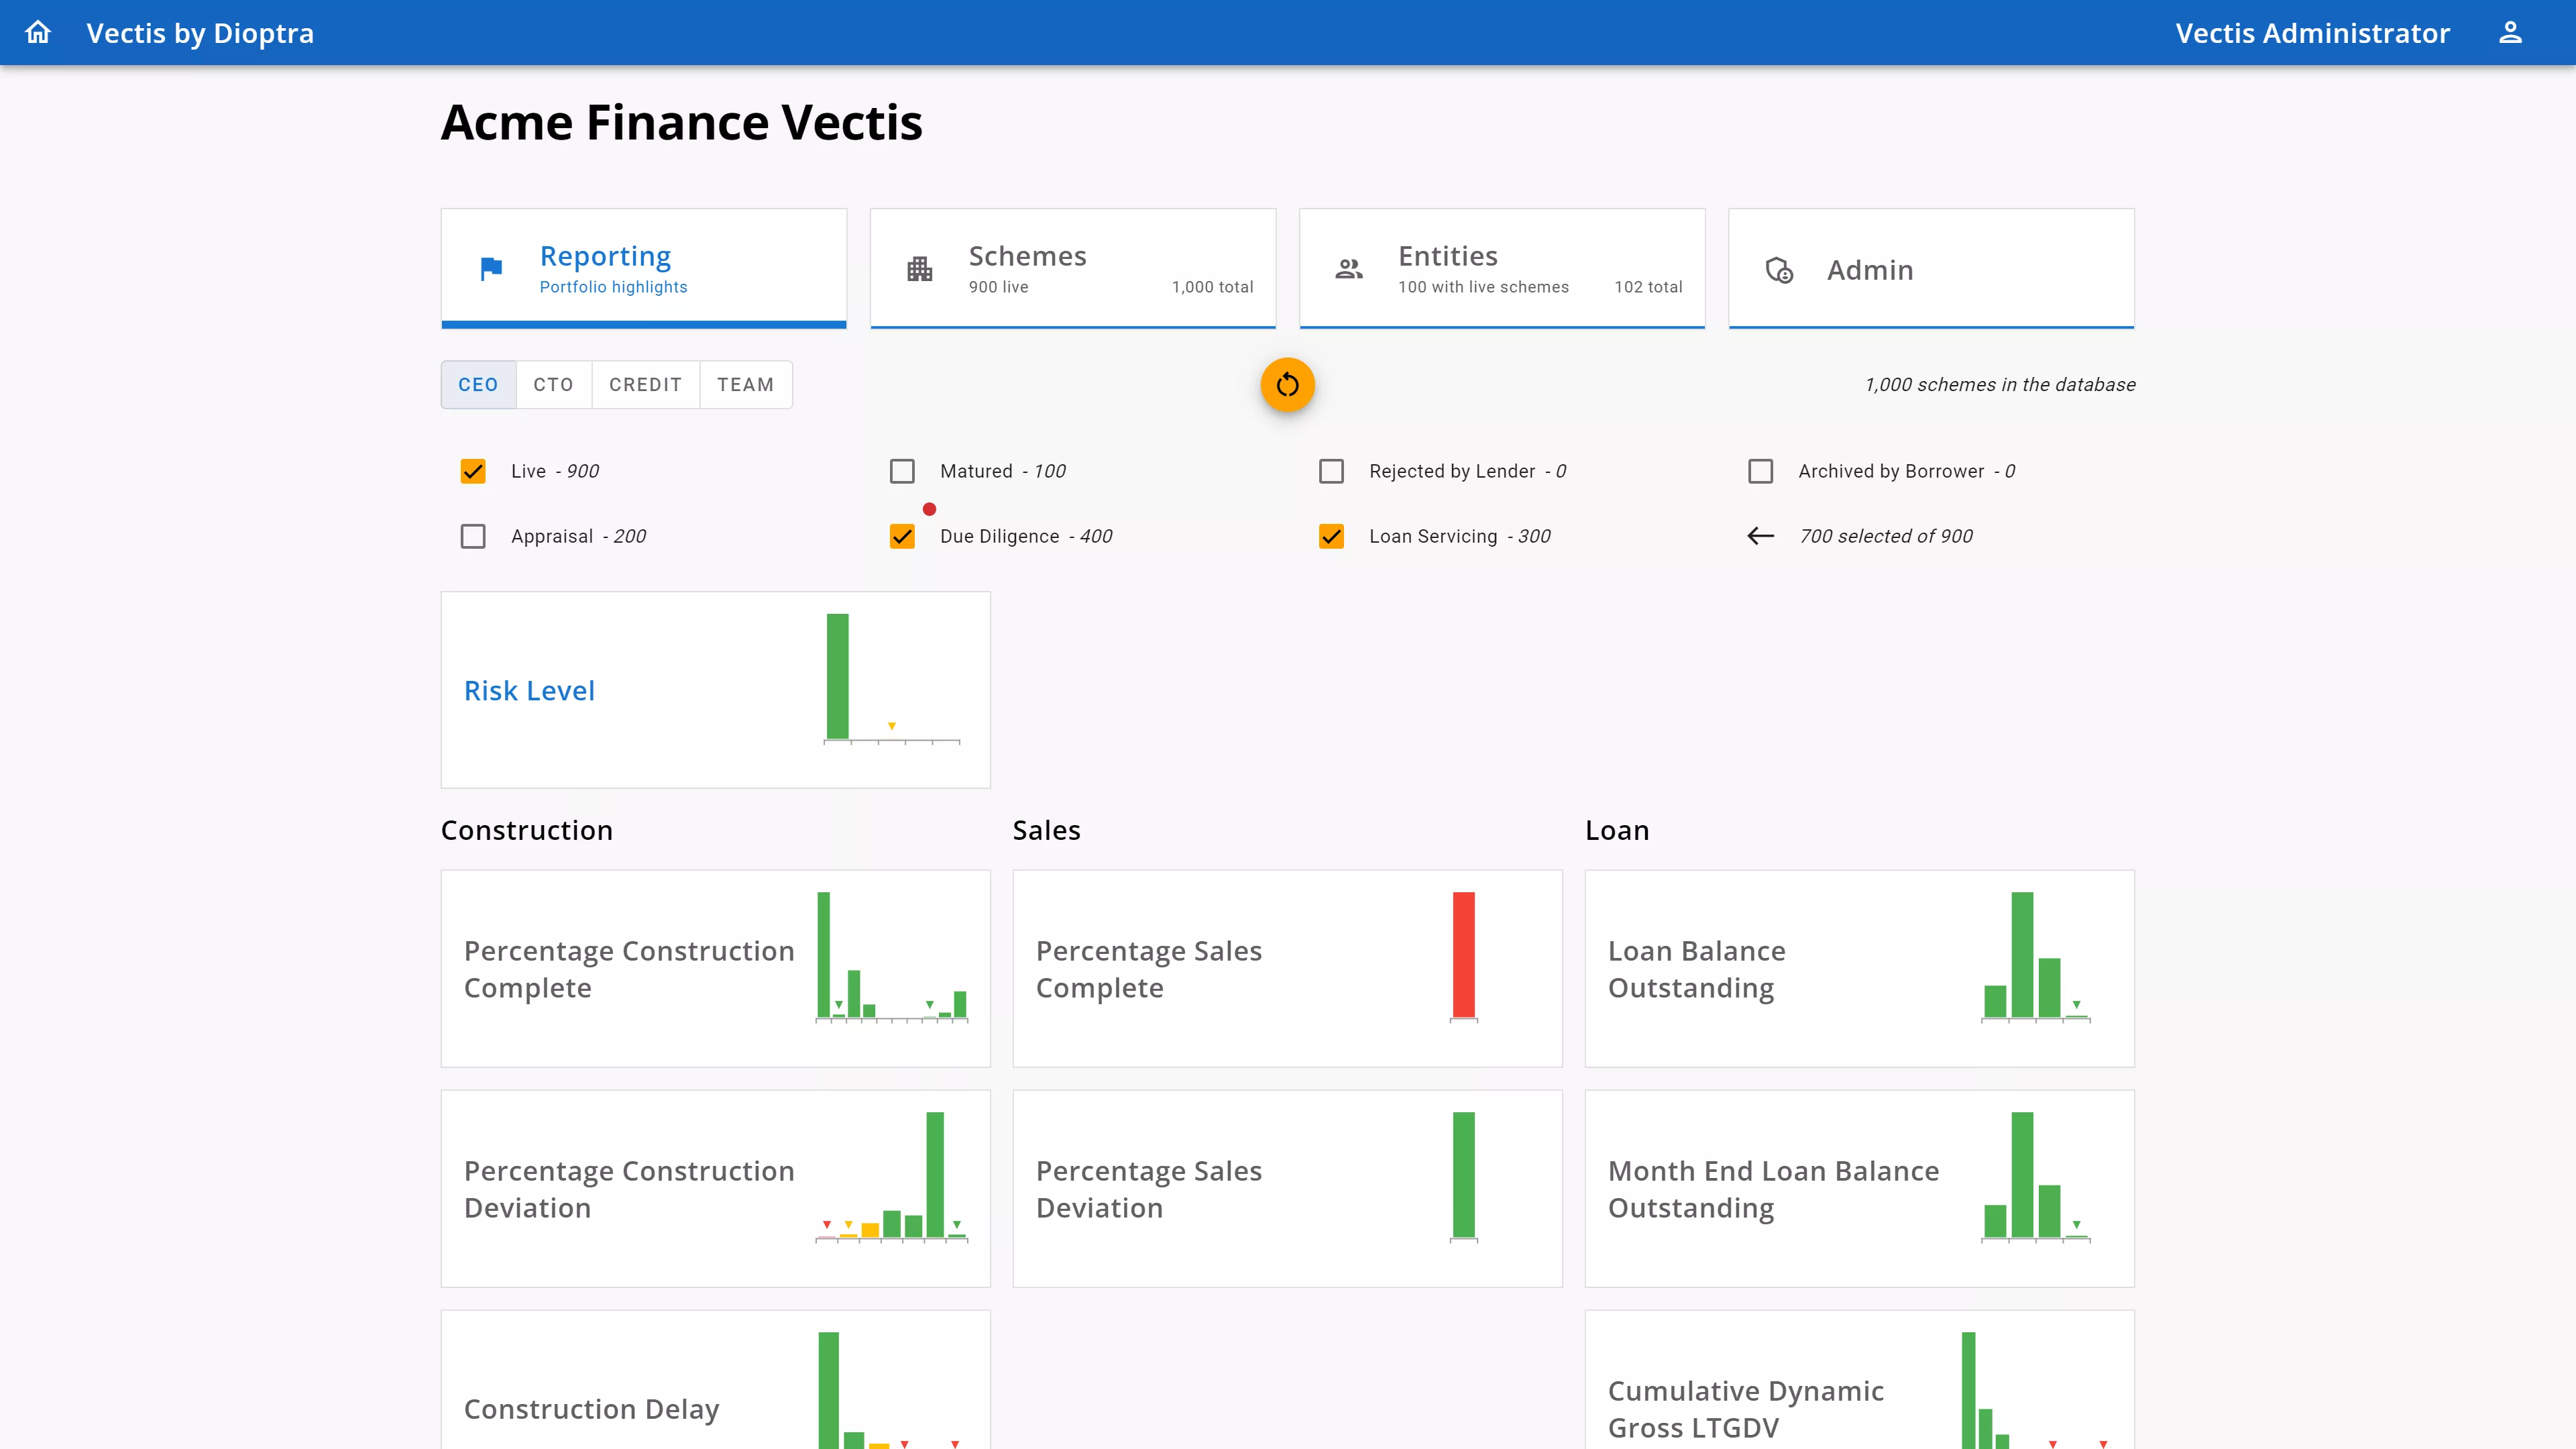 Vectis by Dioptra
Vectis Administrator
Acme Finance Vectis
Reporting
Portfolio highlights
Schemes
900 live
1,000 total
Entities
100 with live schemes
102 total
Admin
CEO
CTO
CREDIT
TEAM
1,000 schemes in the database
Live - 900
Matured - 100
Rejected by Lender - 0
Archived by Borrower - 0
Appraisal - 200
Due Diligence - 400
Loan Servicing - 300
700 selected of 900
Risk Level
Construction
Sales
Loan
Percentage Construction
Complete
Percentage Sales
Complete
Loan Balance
Outstanding
Percentage Construction
Deviation
Percentage Sales
Deviation
Month End Loan Balance
Outstanding
Construction Delay
Cumulative Dynamic
Gross LTGDV